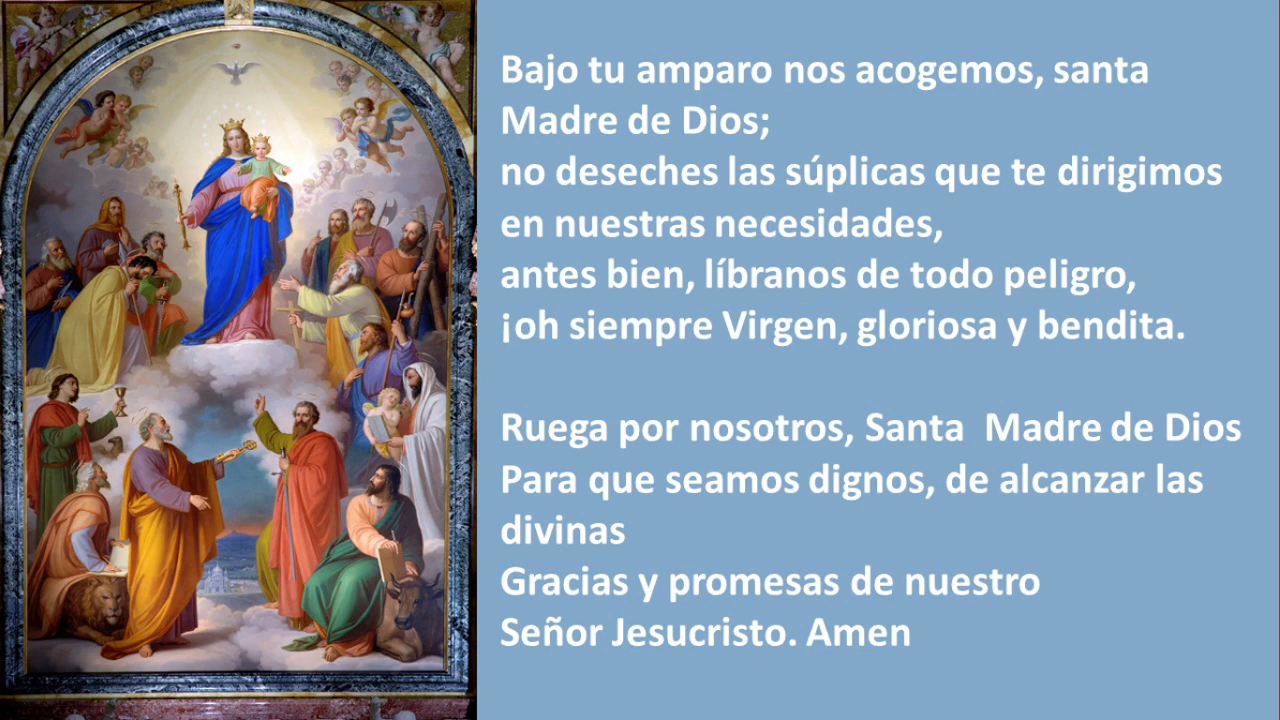 Bajo tu amparo nos acogemos, santa
Madre de Dios;
no deseches las súplicas que te dirigimos
en nuestras necesidades,
antes bien, líbranos de todo peligro,
¡oh siempre Virgen, gloriosa y bendita.
Ruega por nosotros, Santa  Madre de Dios
Para que seamos dignos, de alcanzar las
divinas
Gracias y promesas de nuestro
Señor Jesucristo. Amen